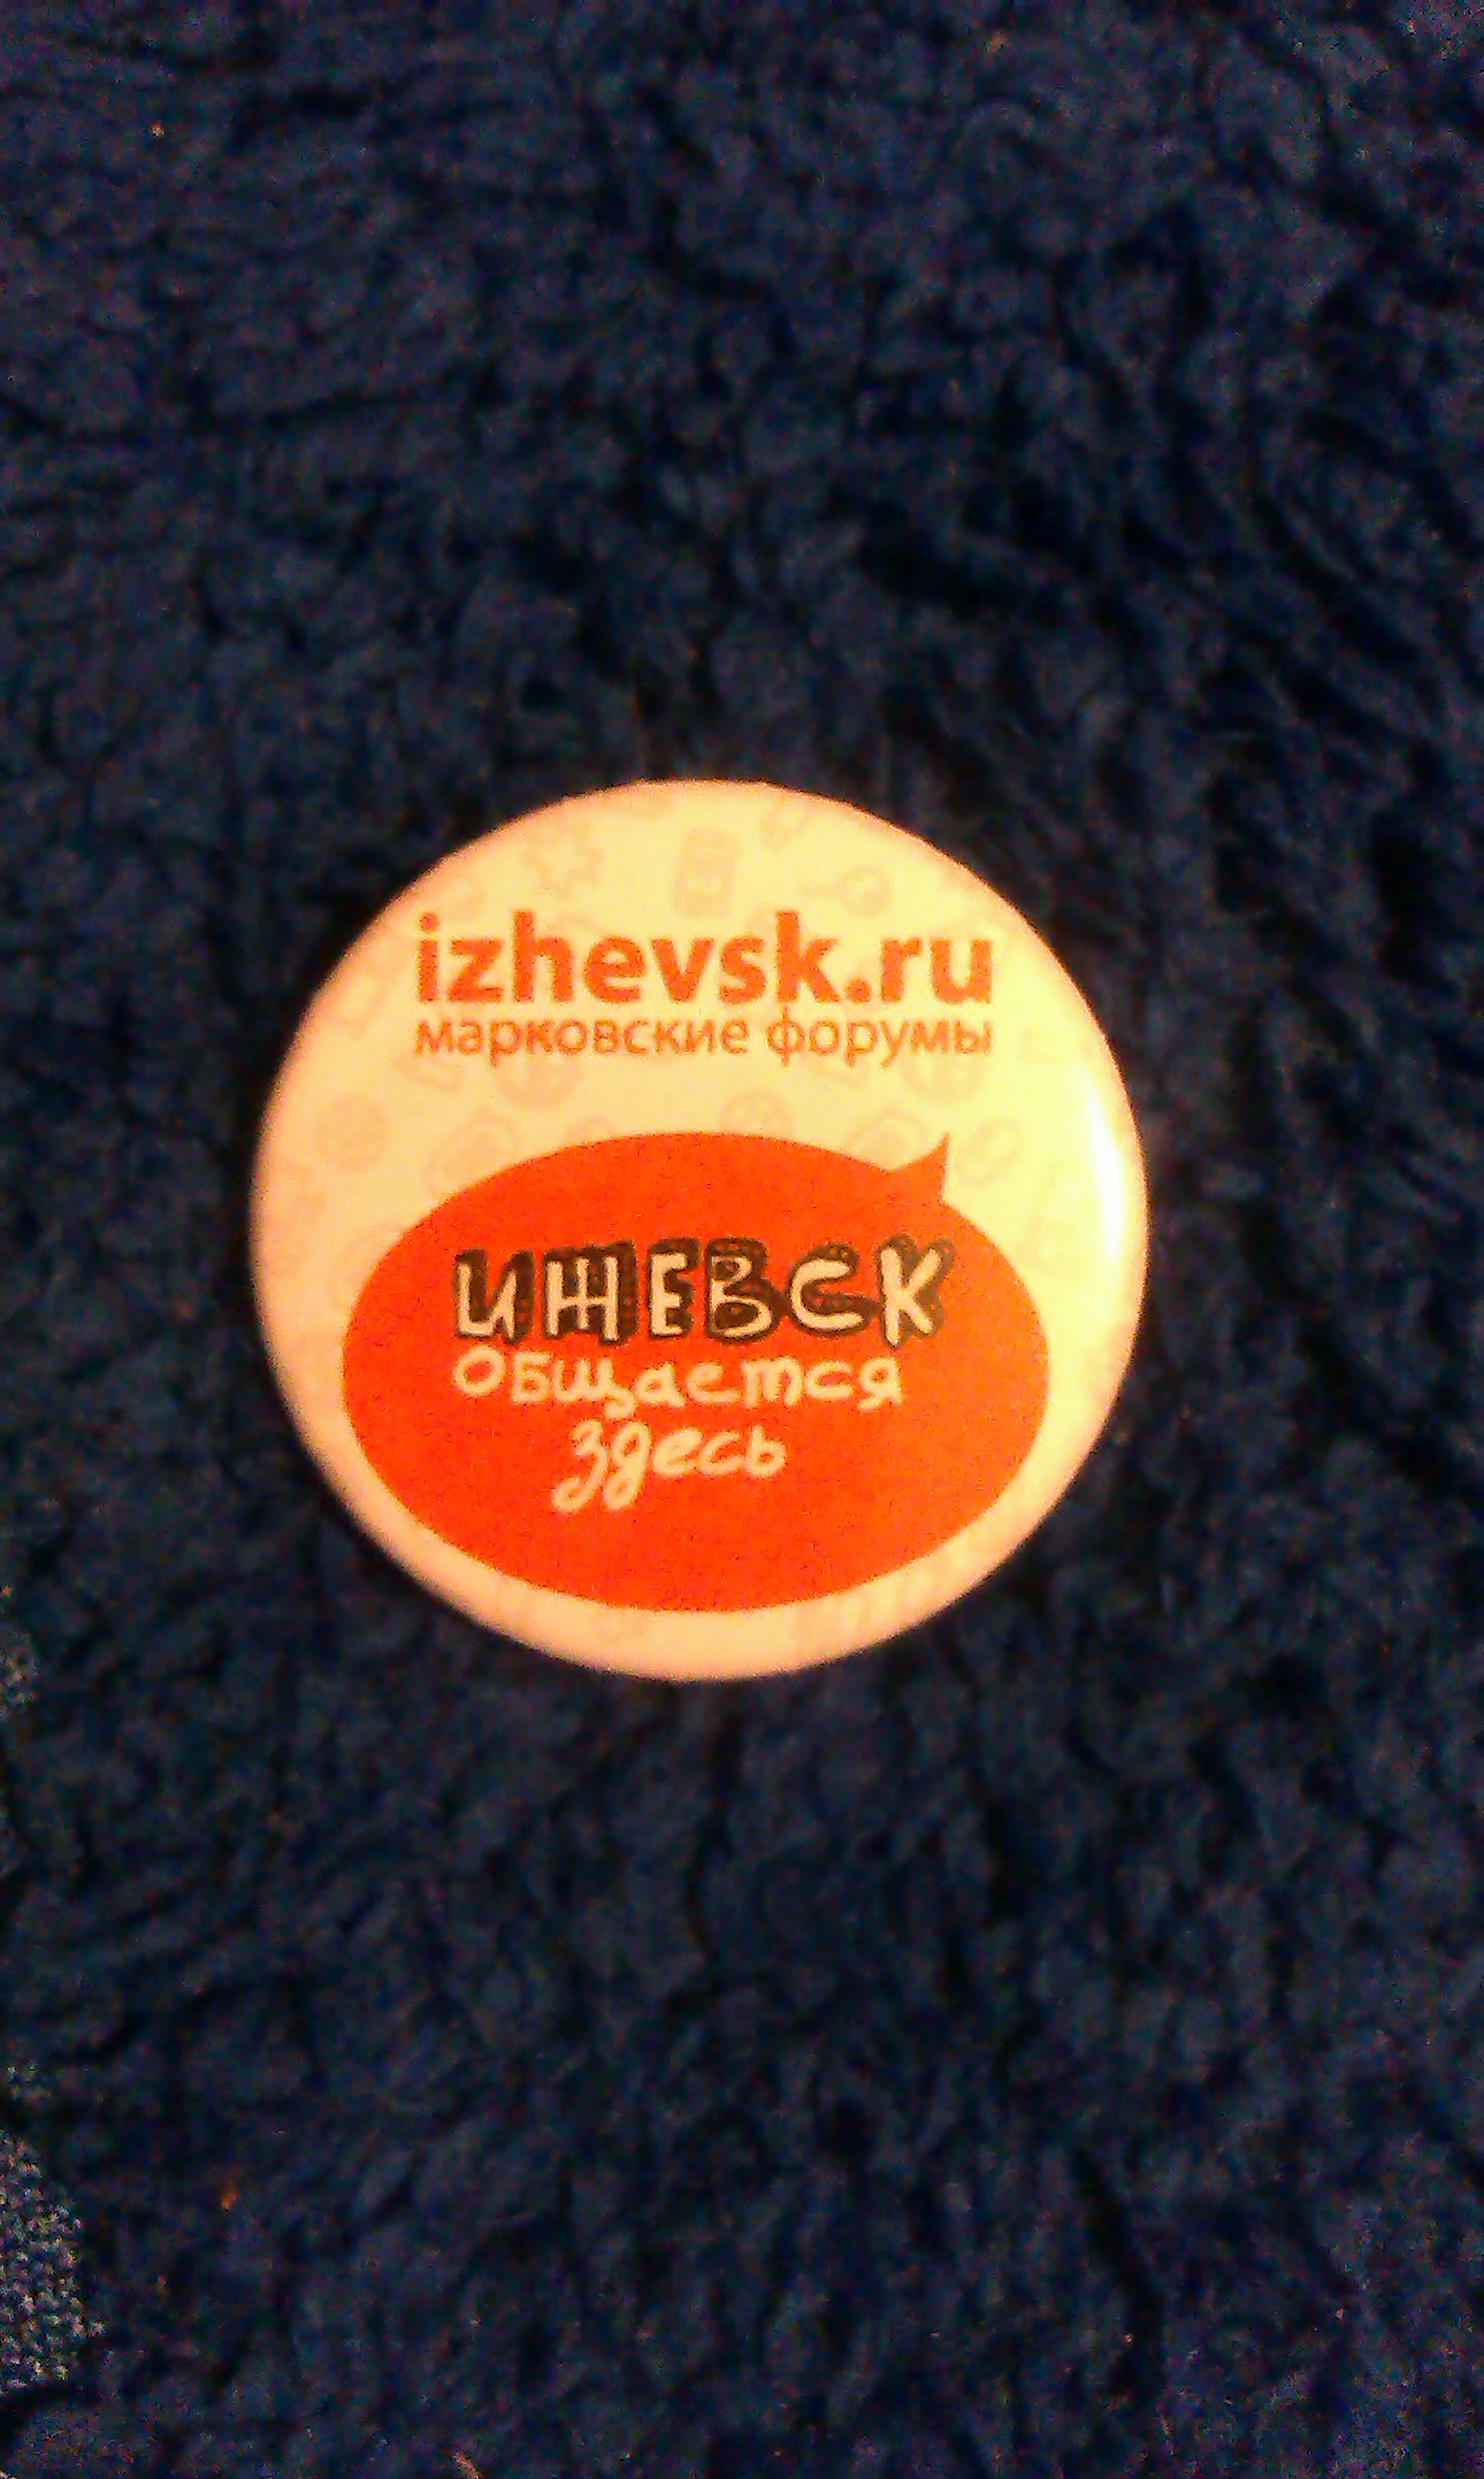 izhevsk.ru
марковские форумы
ИЖЕВСК
общается
здесь